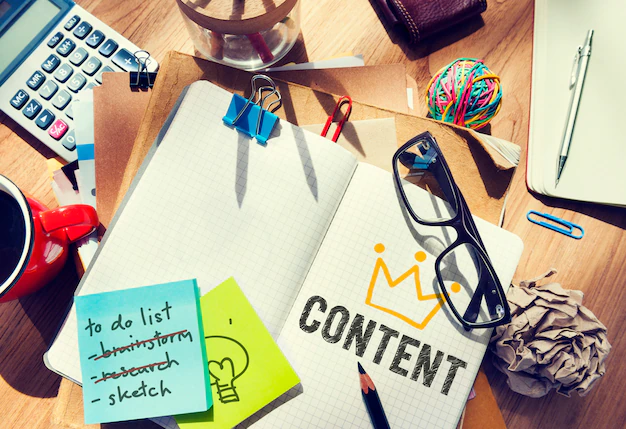 to do list
- brainstorm
- research
- sketch
CONTENT